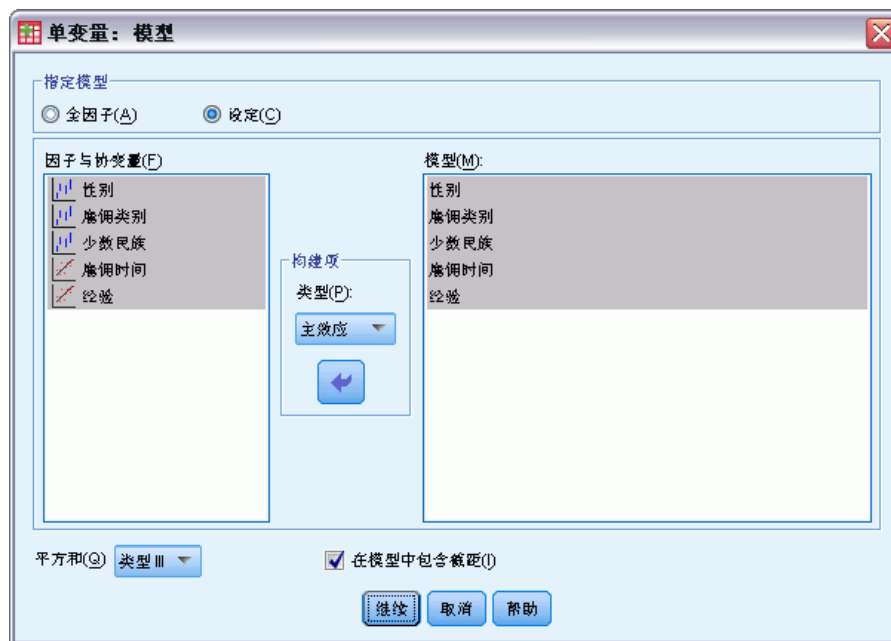 单变量：模型
指定模型
全因子(A)
设定(C)
因子与协变量(F)
性别
雇佣类别
少数民族
雇佣时间
经验
构建项
类型(P):
主效应
模型(M):
性别
雇佣类别
少数民族
雇佣时间
经验
平方和(Q)
类型 III
在模型中包含截距(I)
继续
取消
帮助